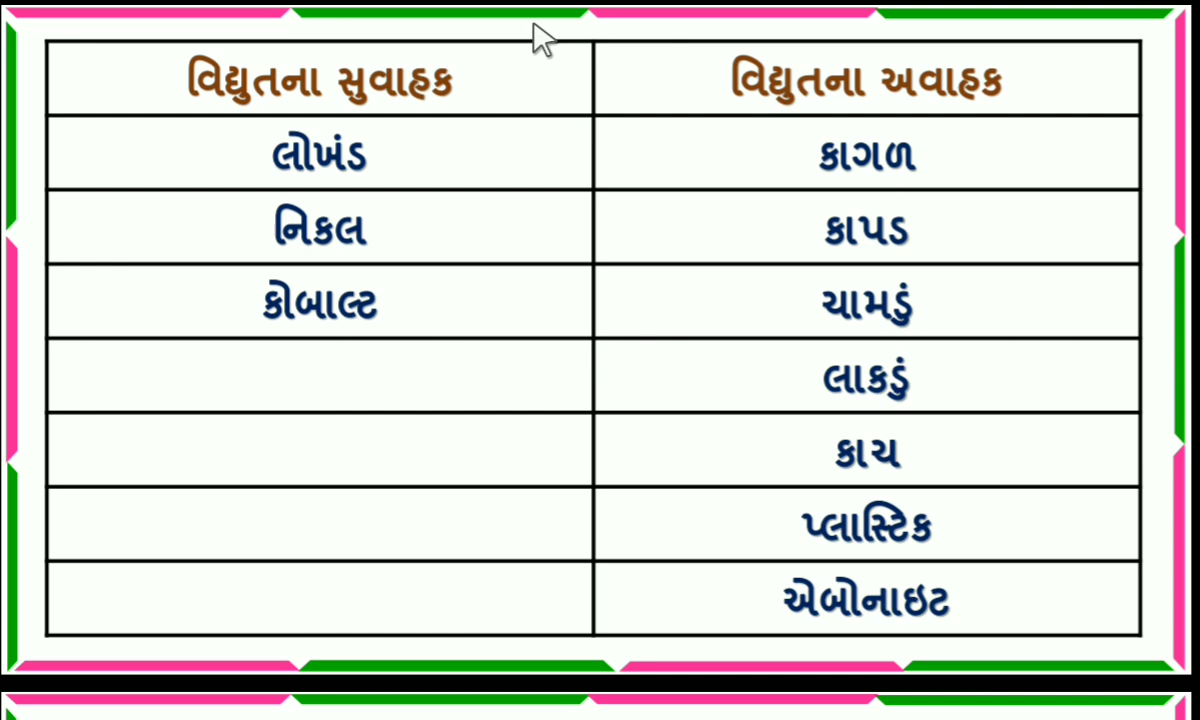 વિદ્યુતના સુવાહક વિદ્યુતના અવાહક
લોખંડ કાગળ
નિકલ કાપડ
કોબાલ્ટ ચામડું
લાકડું
કાચ
પ્લાસ્ટિક
એબોનાઇટ